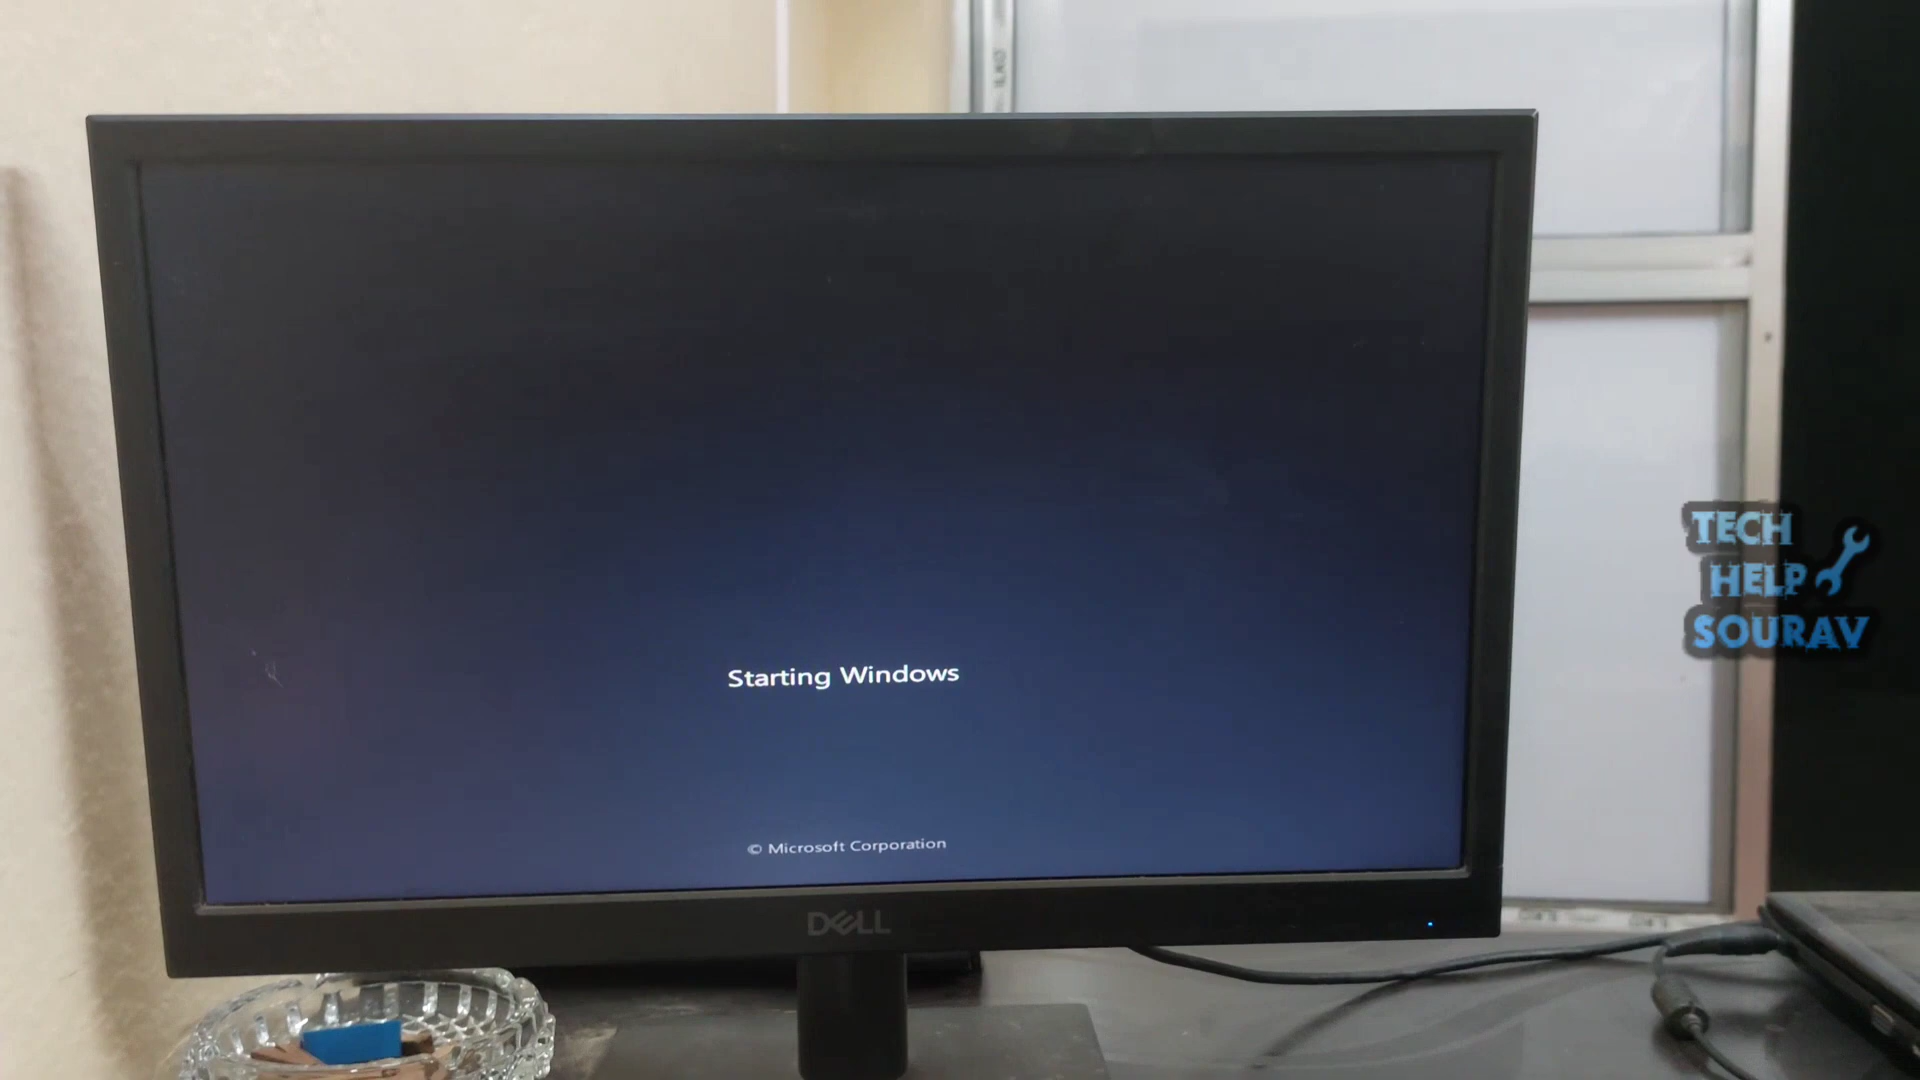 Starting Windows
© Microsoft Corporation
DELL
TECH
HELP
SOURAV